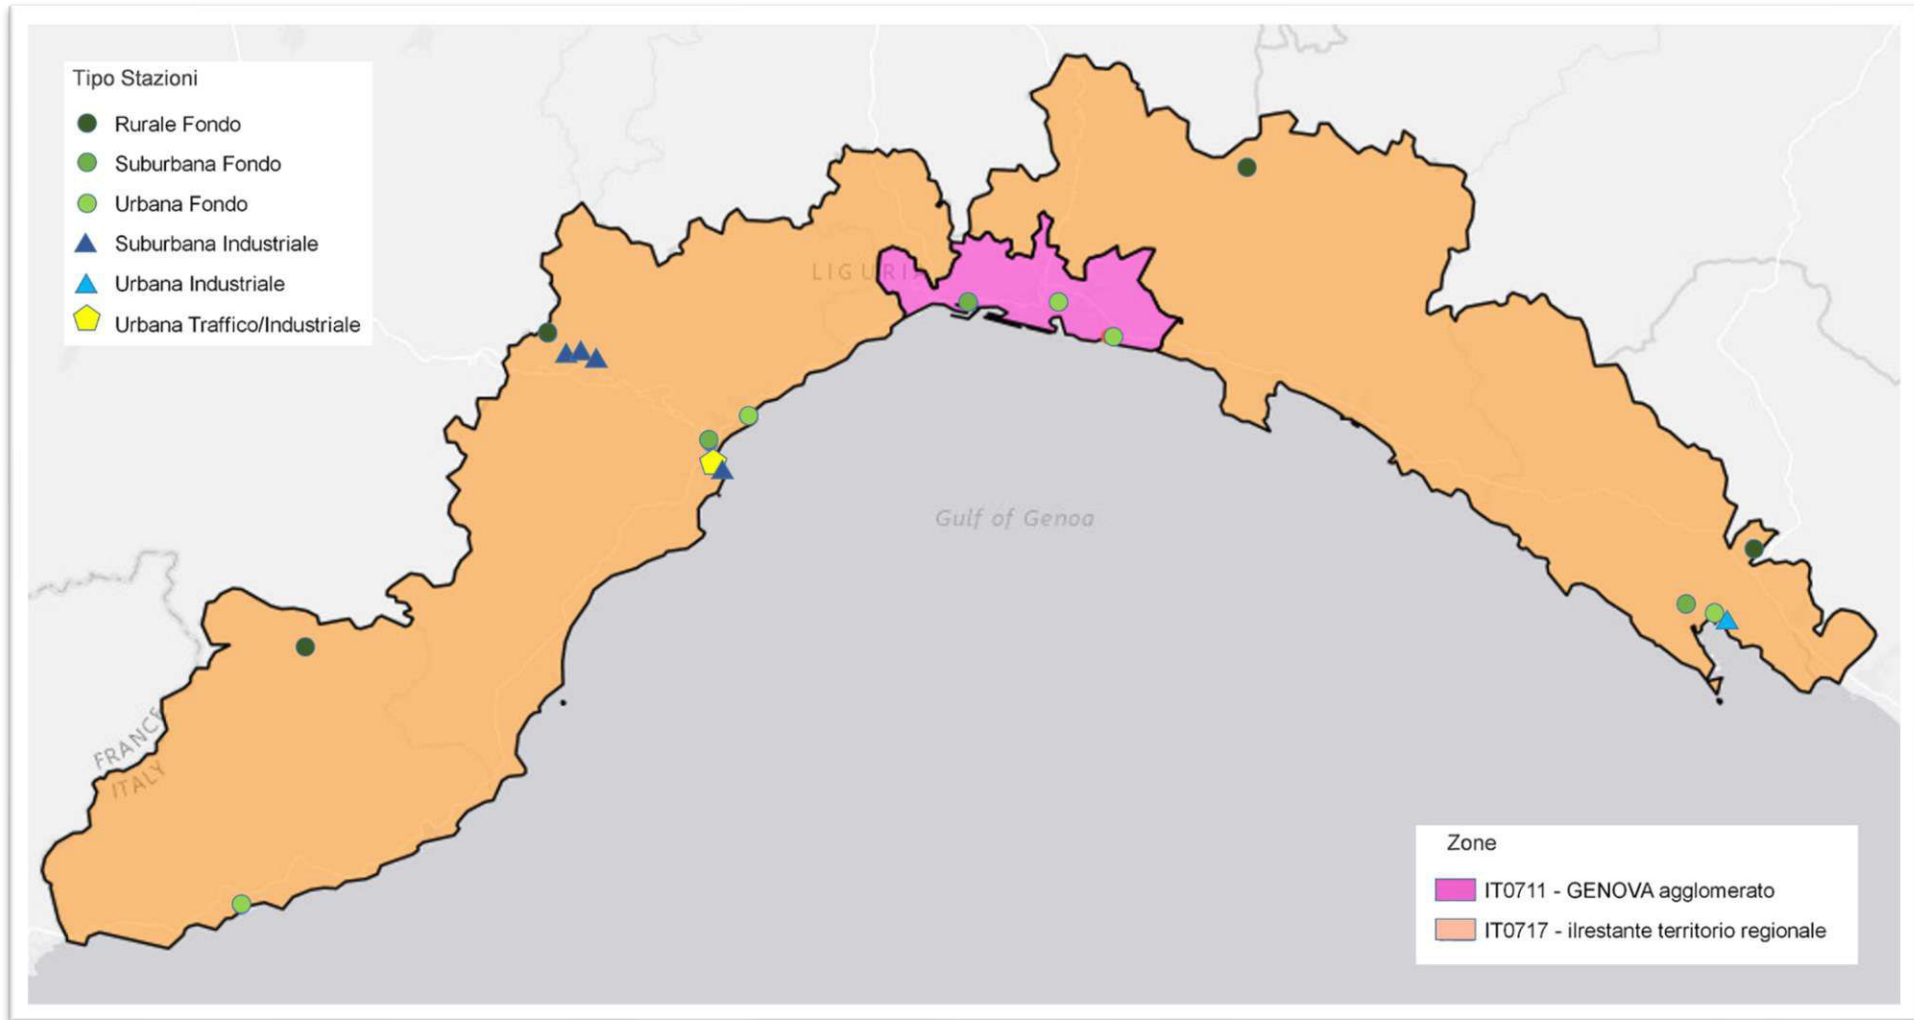 Tipo Stazioni
Rurale Fondo
Suburbana Fondo
Urbana Fondo
Suburbana Industriale
Urbana Industriale
Urbana Traffico/Industriale
LIGURIA
Gulf of Genoa
FRANCE
ITALY
Zone
IT0711 - GENOVA agglomerato
IT0717 - ilrestante territorio regionale